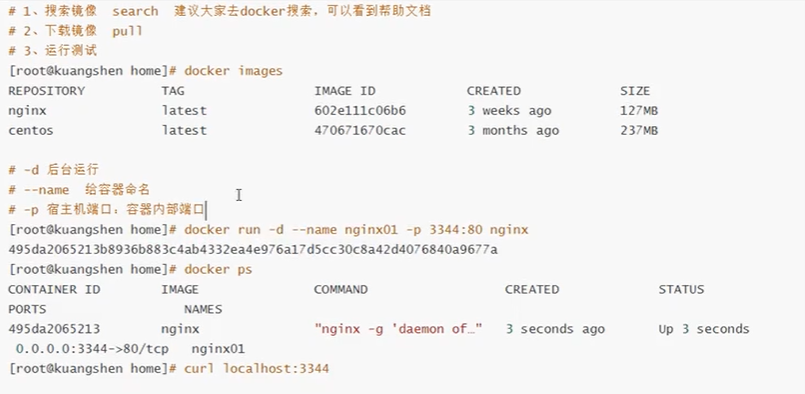 # 1、搜索镜像 search 建议大家去docker搜索，可以看到帮助文档
# 2、下载镜像 pull
# 3、运行测试
[root@kuangshen home]# docker images
REPOSITORY TAG IMAGE ID CREATED SIZE
nginx latest 602e111c06b6 3 weeks ago 127MB
centos latest 470671670cac 3 months ago 237MB
# -d 后台运行
# --name 给容器命名
# -p 宿主机端口：容器内部端口
[root@kuangshen home]# docker run -d --name nginx01 -p 3344:80 nginx
495da2065213b8936b883c4ab4332ea4e976a17d5cc30c8a42d4076840a9677a
[root@kuangshen home]# docker ps
CONTAINER ID IMAGE COMMAND CREATED STATUS
PORTS NAMES
495da2065213 nginx "nginx -g 'daemon of…" 3 seconds ago Up 3 seconds
0.0.0.0:3344->80/tcp nginx01
[root@kuangshen home]# curl localhost:3344